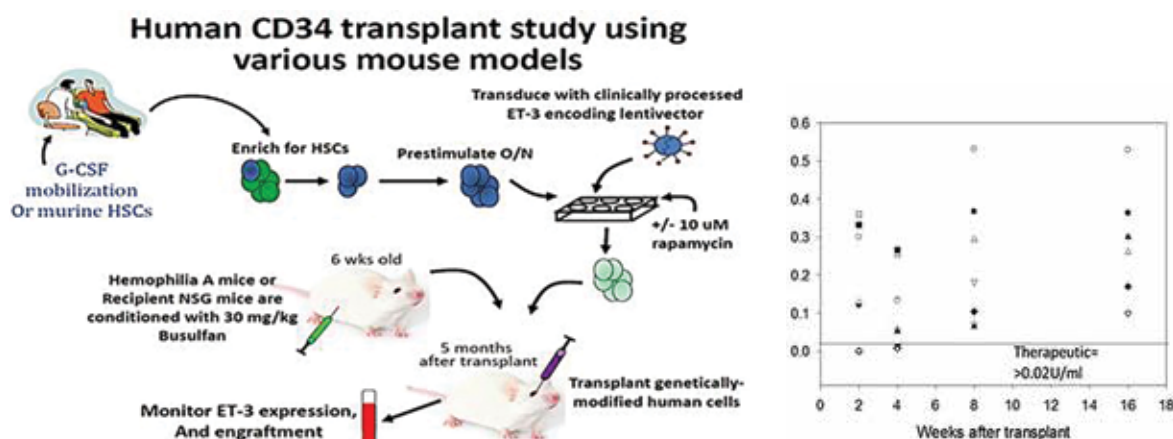 Human CD34 transplant study using
various mouse models
G-CSF
mobilization
Or murine HSCs
Enrich for HSCs
Prestimulate O/N
Transduce with clinically processed
ET-3 encoding lentivector
+/- 10 uM
rapamycin
6 wks old
Hemophilia A mice or
Recipient NSG mice are
conditioned with 30 mg/kg
Busulfan
5 months
after transplant
Transplant genetically-
modified human cells
Monitor ET-3 expression,
And engraftment
0.6
0.5
0.4
0.3
0.2
0.1
0.0
Therapeutic=
>0.02U/ml
0 2 4 6 8 10 12 14 16 18
Weeks after transplant